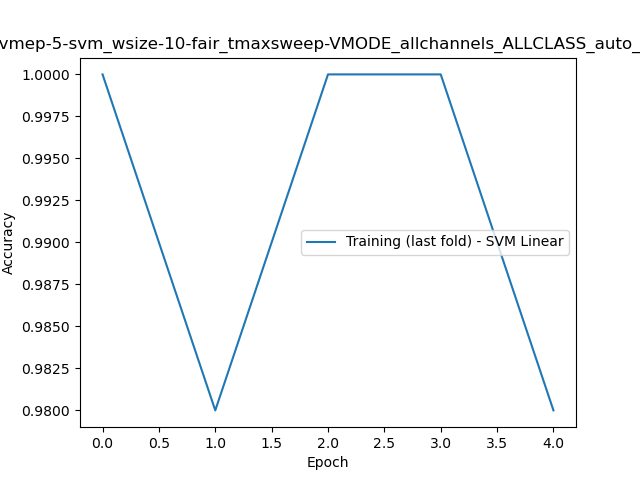 vmep-5-svm_wsize-10-fair_tmaxsweep-VMODE_allchannels_ALLCLASS_auto_
1.0000
0.9975
0.9950
0.9925
0.9900
0.9875
0.9850
0.9825
0.9800
Accuracy
Training (last fold) - SVM Linear
0.0 0.5 1.0 1.5 2.0 2.5 3.0 3.5 4.0
Epoch